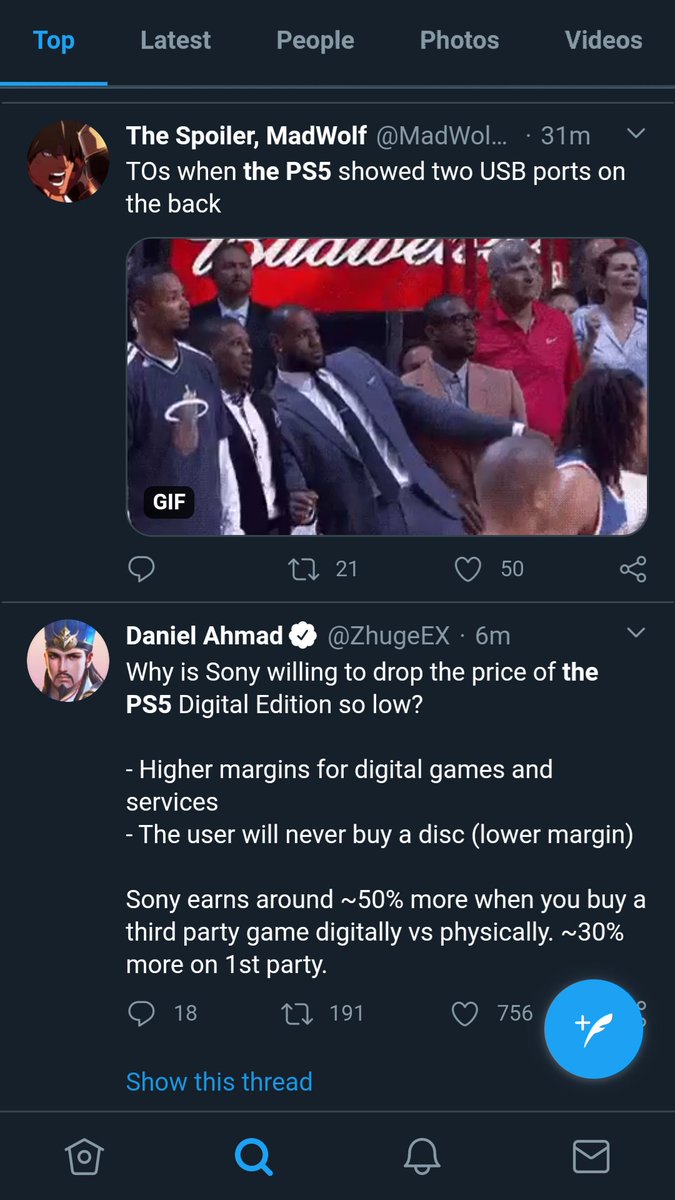 Top Latest People Photos Videos
The Spoiler, MadWolf @MadWol... · 31m
TOs when the PS5 showed two USB ports on
the back
Budweiser
GIF
21 50
Daniel Ahmad @ZhugeEX · 6m
Why is Sony willing to drop the price of the
PS5 Digital Edition so low?
- Higher margins for digital games and
services
- The user will never buy a disc (lower margin)
Sony earns around ~50% more when you buy a
third party game digitally vs physically. ~30%
more on 1st party.
18 191 756
Show this thread